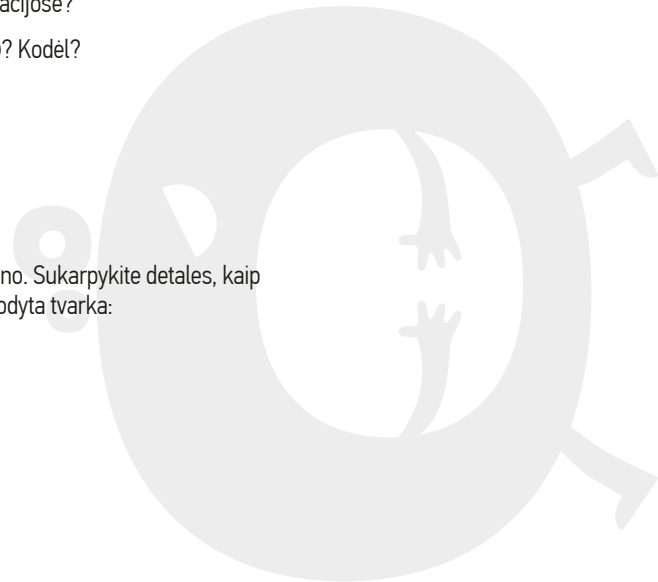 acijose?
? Kodėl?
no. Sukarpykite detales, kaip
odyta tvarka: